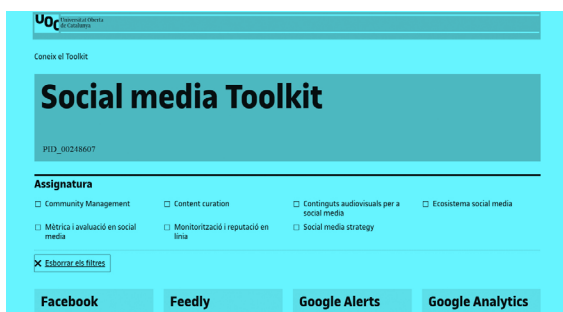 UOC Universitat Oberta
de Catalunya
Coneix el Toolkit
Social media Toolkit
PID_00248607
Assignatura
Community Management
Content curation
Continguts audiovisuals per a
social media
Ecosistema social media
Mètrica i avaluació en social
media
Monitorització i reputació en
línia
Social media strategy
Esborrar els filtres
Facebook
Feedly
Google Alerts
Google Analytics